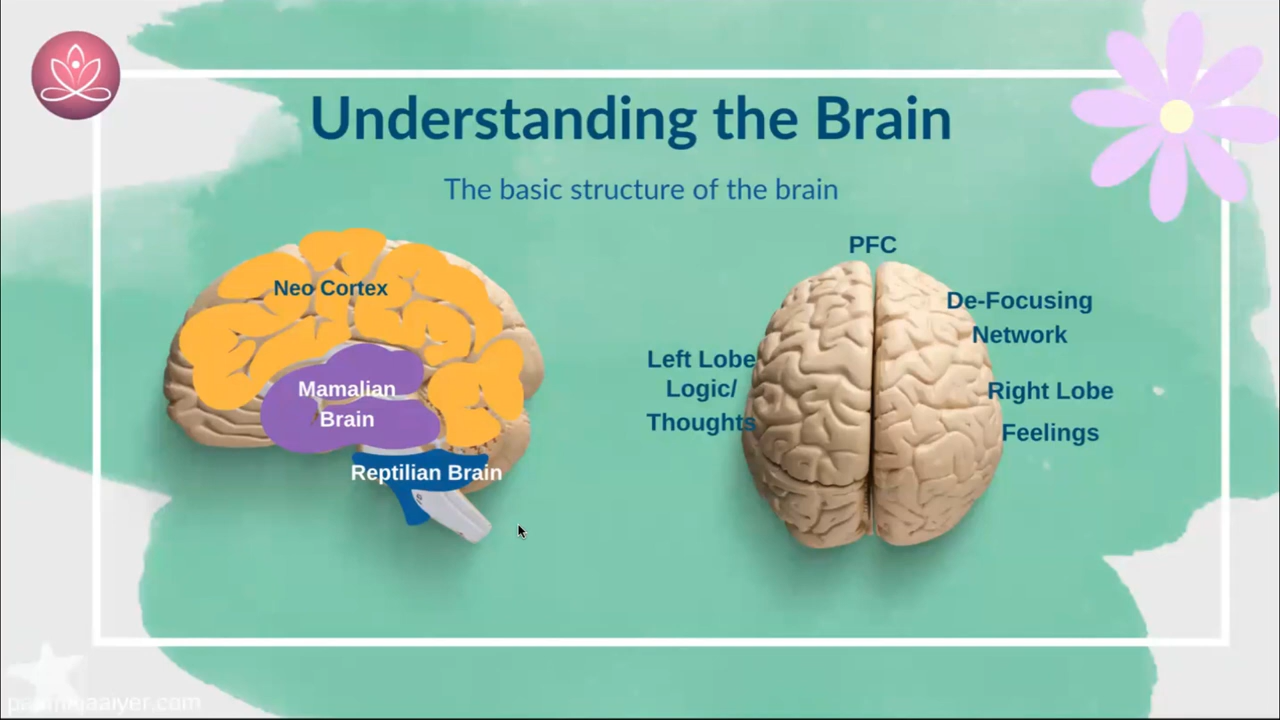 Understanding the Brain
The basic structure of the brain
Neo Cortex
Mamalian
Brain
Reptilian Brain
PFC
De-Focusing
Network
Left Lobe
Logic/
Thoughts
Right Lobe
Feelings